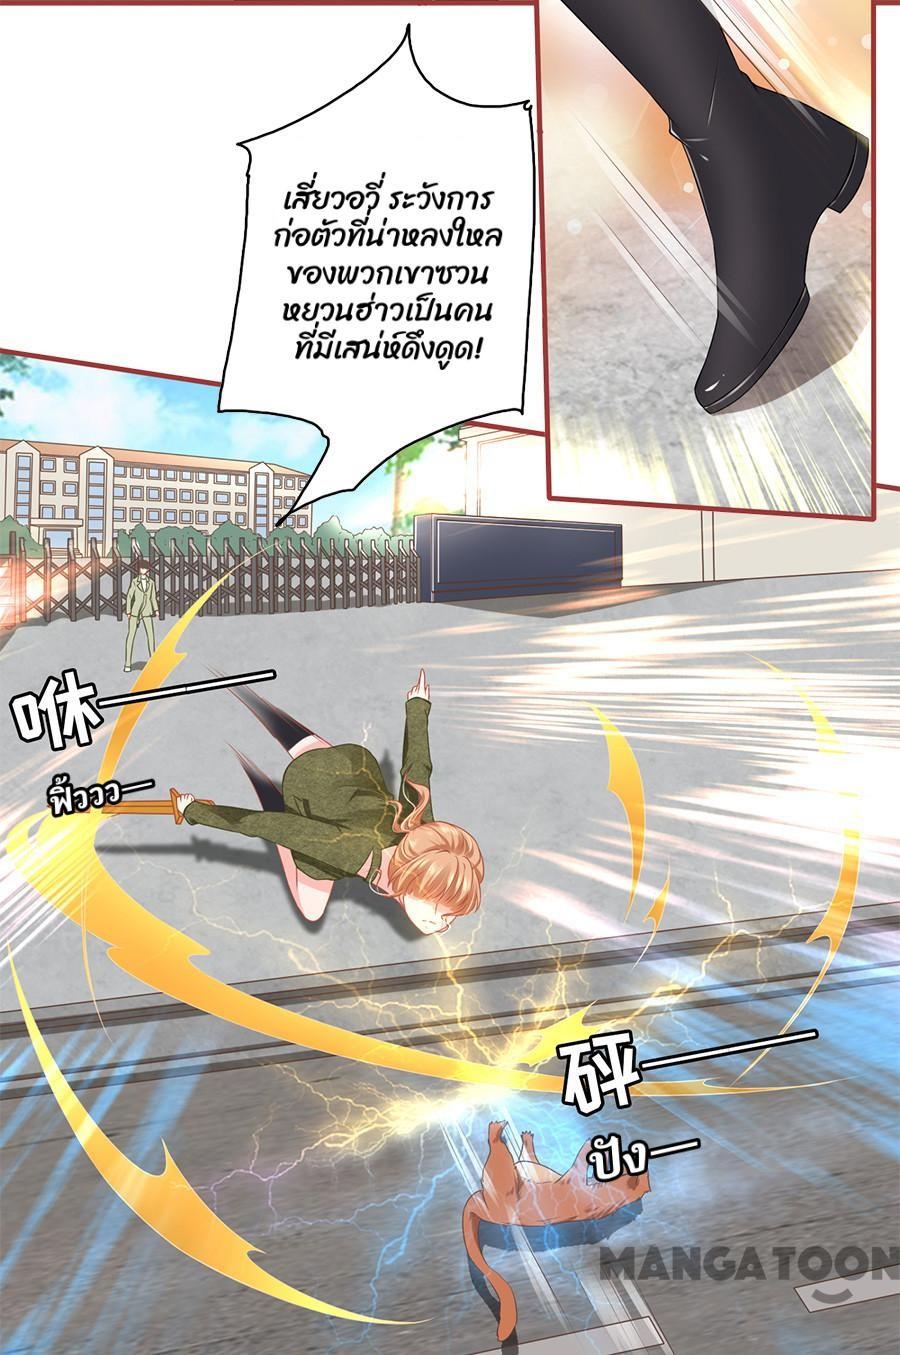 เสี่ยวอวี่ ระวังการ
ก่อตัวที่น่าหลงใหล
ของพวกเขาซวน
หยวนฮ่าวเป็นคน
ที่มีเสน่ห์ดึงดูด!
咻——
ฟิ้ววว—
砰——
ปัง—
MANGATOON